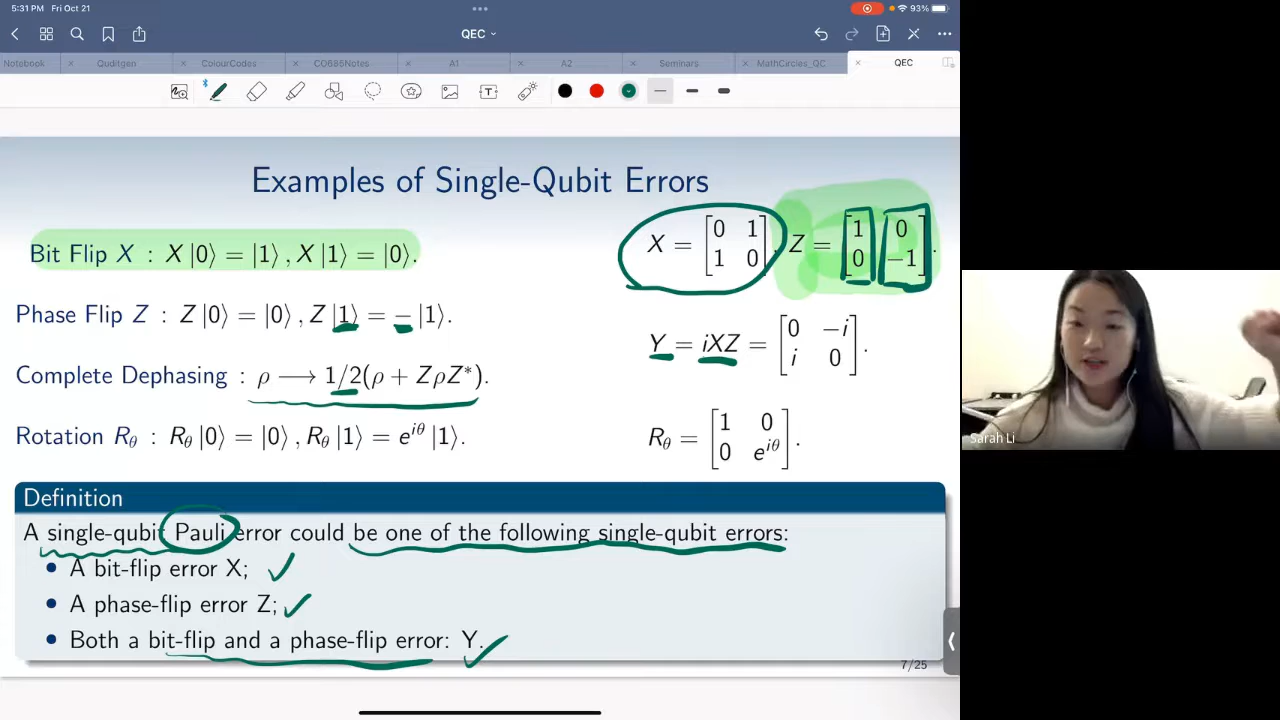 5:31 PM Fri Oct 21
93%
QEC
Notebook
Quditgen
ColourCodes
CO686Notes
A1
A2
Seminars
MathCircles_QC
QEC
Examples of Single-Qubit Errors
Bit Flip X : X |0⟩ = |1⟩ , X |1⟩ = |0⟩.
X = [0 1; 1 0], Z = [1 0; 0 −1].
Phase Flip Z : Z |0⟩ = |0⟩ , Z |1⟩ = − |1⟩.
Y = iXZ = [0 −i; i 0].
Complete Dephasing : ρ ⟶ 1/2(ρ + ZρZ*).
Rotation Rθ : Rθ |0⟩ = |0⟩ , Rθ |1⟩ = e^{iθ} |1⟩.
Rθ = [1 0; 0 e^{iθ}].
Definition
A single-qubit Pauli error could be one of the following single-qubit errors:
• A bit-flip error X;
• A phase-flip error Z;
• Both a bit-flip and a phase-flip error: Y.
7/25
Sarah Li